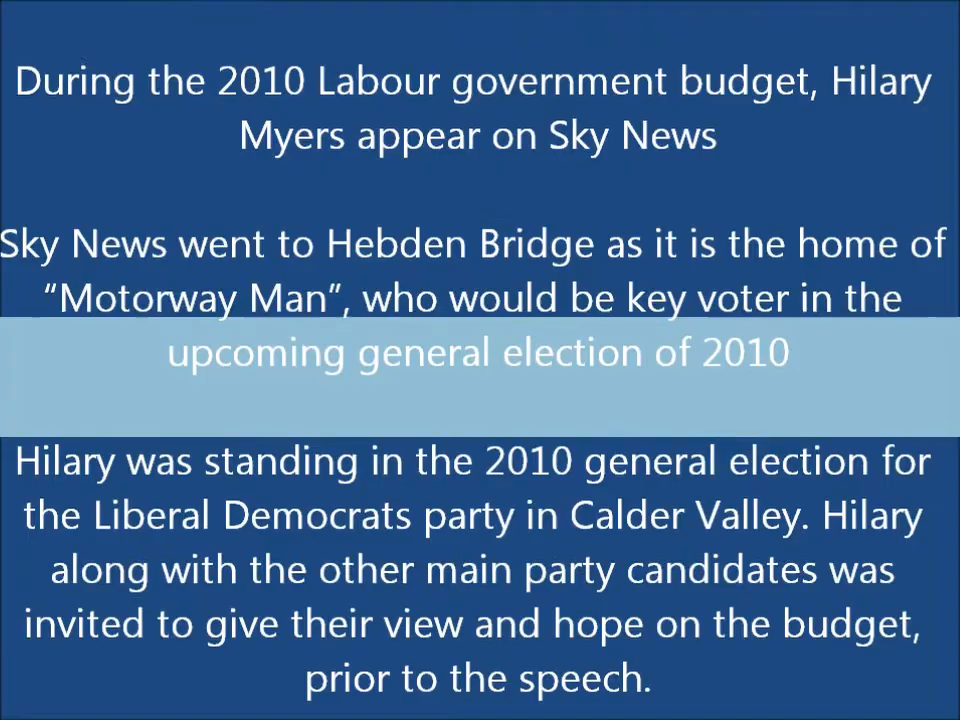 During the 2010 Labour government budget, Hilary
Myers appear on Sky News
Sky News went to Hebden Bridge as it is the home of
“Motorway Man”, who would be key voter in the
upcoming general election of 2010
Hilary was standing in the 2010 general election for
the Liberal Democrats party in Calder Valley. Hilary
along with the other main party candidates was
invited to give their view and hope on the budget,
prior to the speech.